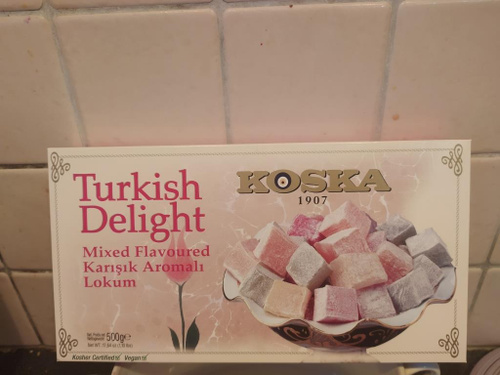 Turkish
Delight
KOSKA
1907
Mixed Flavoured
Karışık Aromalı
Lokum
500g℮
Kosher Certified Vegan